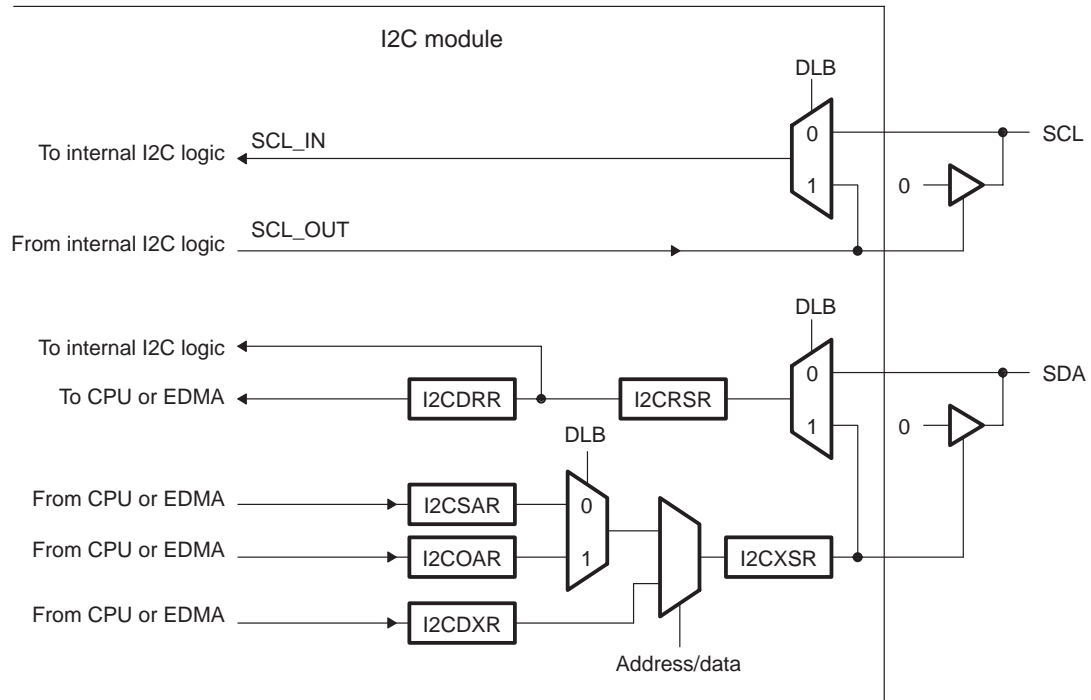 I2C module
DLB
SCL_IN
0
SCL
To internal I2C logic
1
0
SCL_OUT
From internal I2C logic
DLB
To internal I2C logic
0
SDA
To CPU or EDMA
I2CDRR
I2CRSR
1
0
DLB
From CPU or EDMA
I2CSAR
0
From CPU or EDMA
I2COAR
1
I2CXSR
From CPU or EDMA
I2CDXR
Address/data